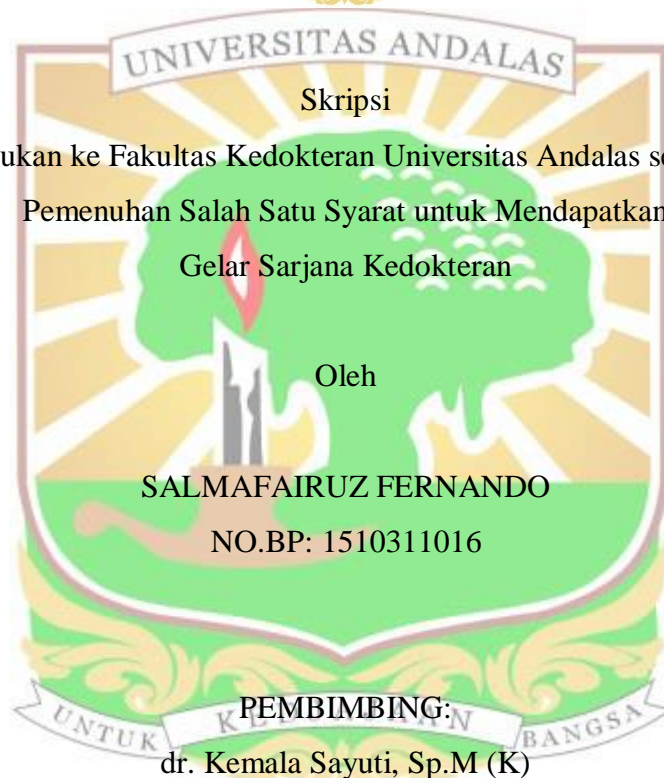 UNIVERSITAS ANDALAS
Skripsi
ukan ke Fakultas Kedokteran Universitas Andalas se
Pemenuhan Salah Satu Syarat untuk Mendapatkan
Gelar Sarjana Kedokteran
Oleh
SALMAFAIRUZ FERNANDO
NO.BP: 1510311016
PEMBIMBING:
UNTUK BANGSA
dr. Kemala Sayuti, Sp.M (K)